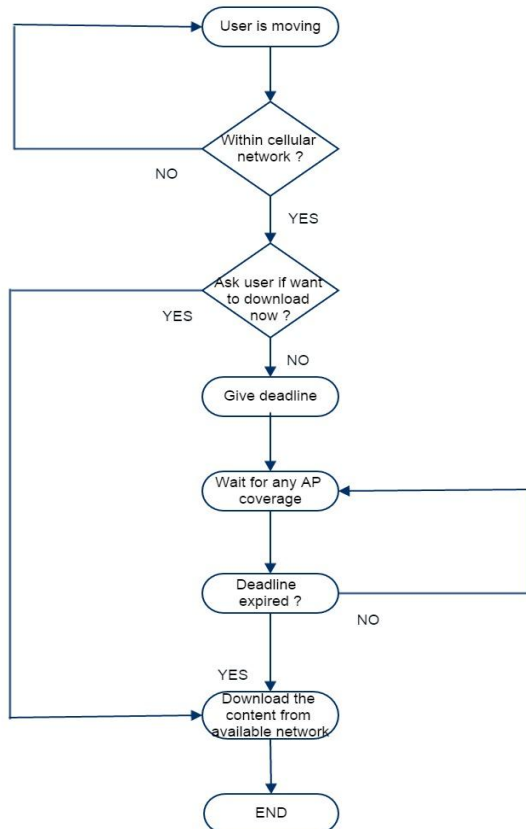 User is moving
Within cellular
network ?
NO
YES
Ask user if want
to download
now ?
YES
NO
Give deadline
Wait for any AP
coverage
Deadline
expired ?
NO
YES
Download the
content from
available network
END